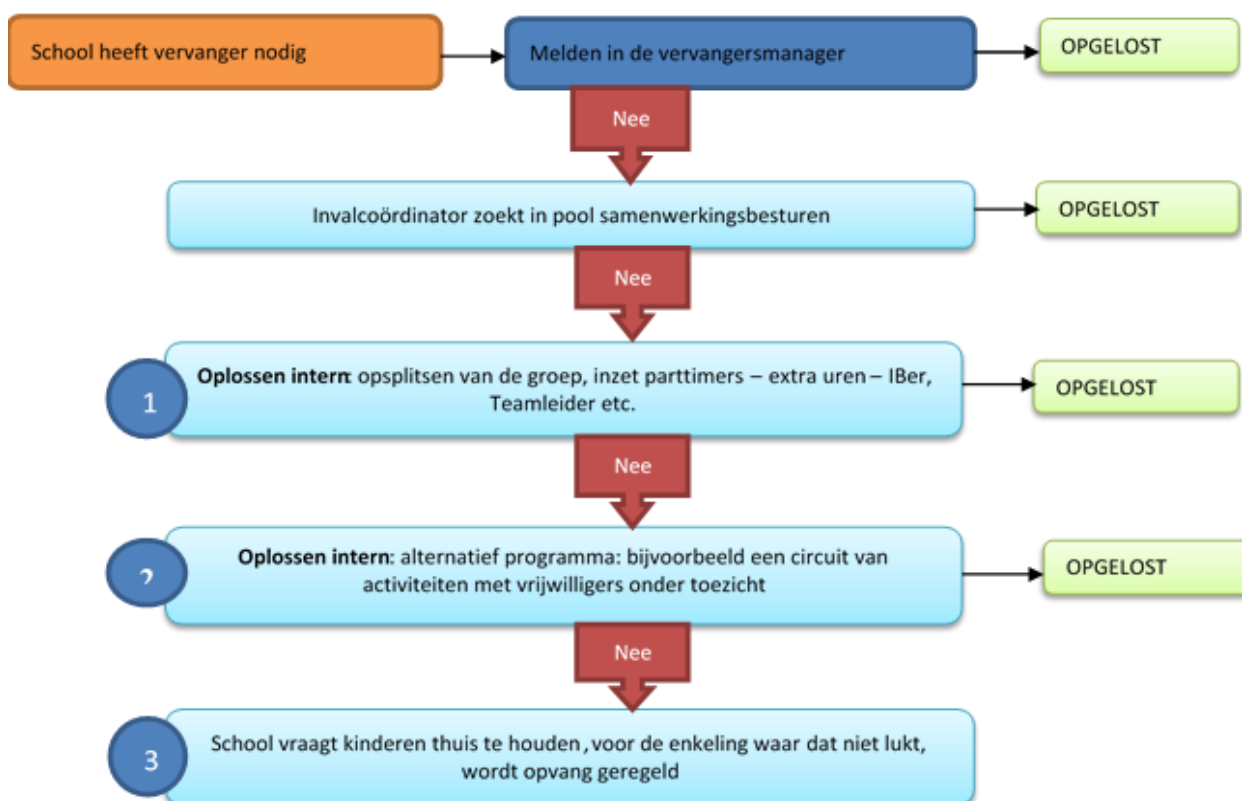 School heeft vervanger nodig
Melden in de vervangersmanager
OPGELOST
Nee
Invalcoördinator zoekt in pool samenwerkingsbesturen
OPGELOST
Nee
1
Oplossen intern: opsplitsen van de groep, inzet parttimers – extra uren – IBer,
Teamleider etc.
OPGELOST
Nee
2
Oplossen intern: alternatief programma: bijvoorbeeld een circuit van
activiteiten met vrijwilligers onder toezicht
OPGELOST
Nee
3
School vraagt kinderen thuis te houden, voor de enkeling waar dat niet lukt,
wordt opvang geregeld